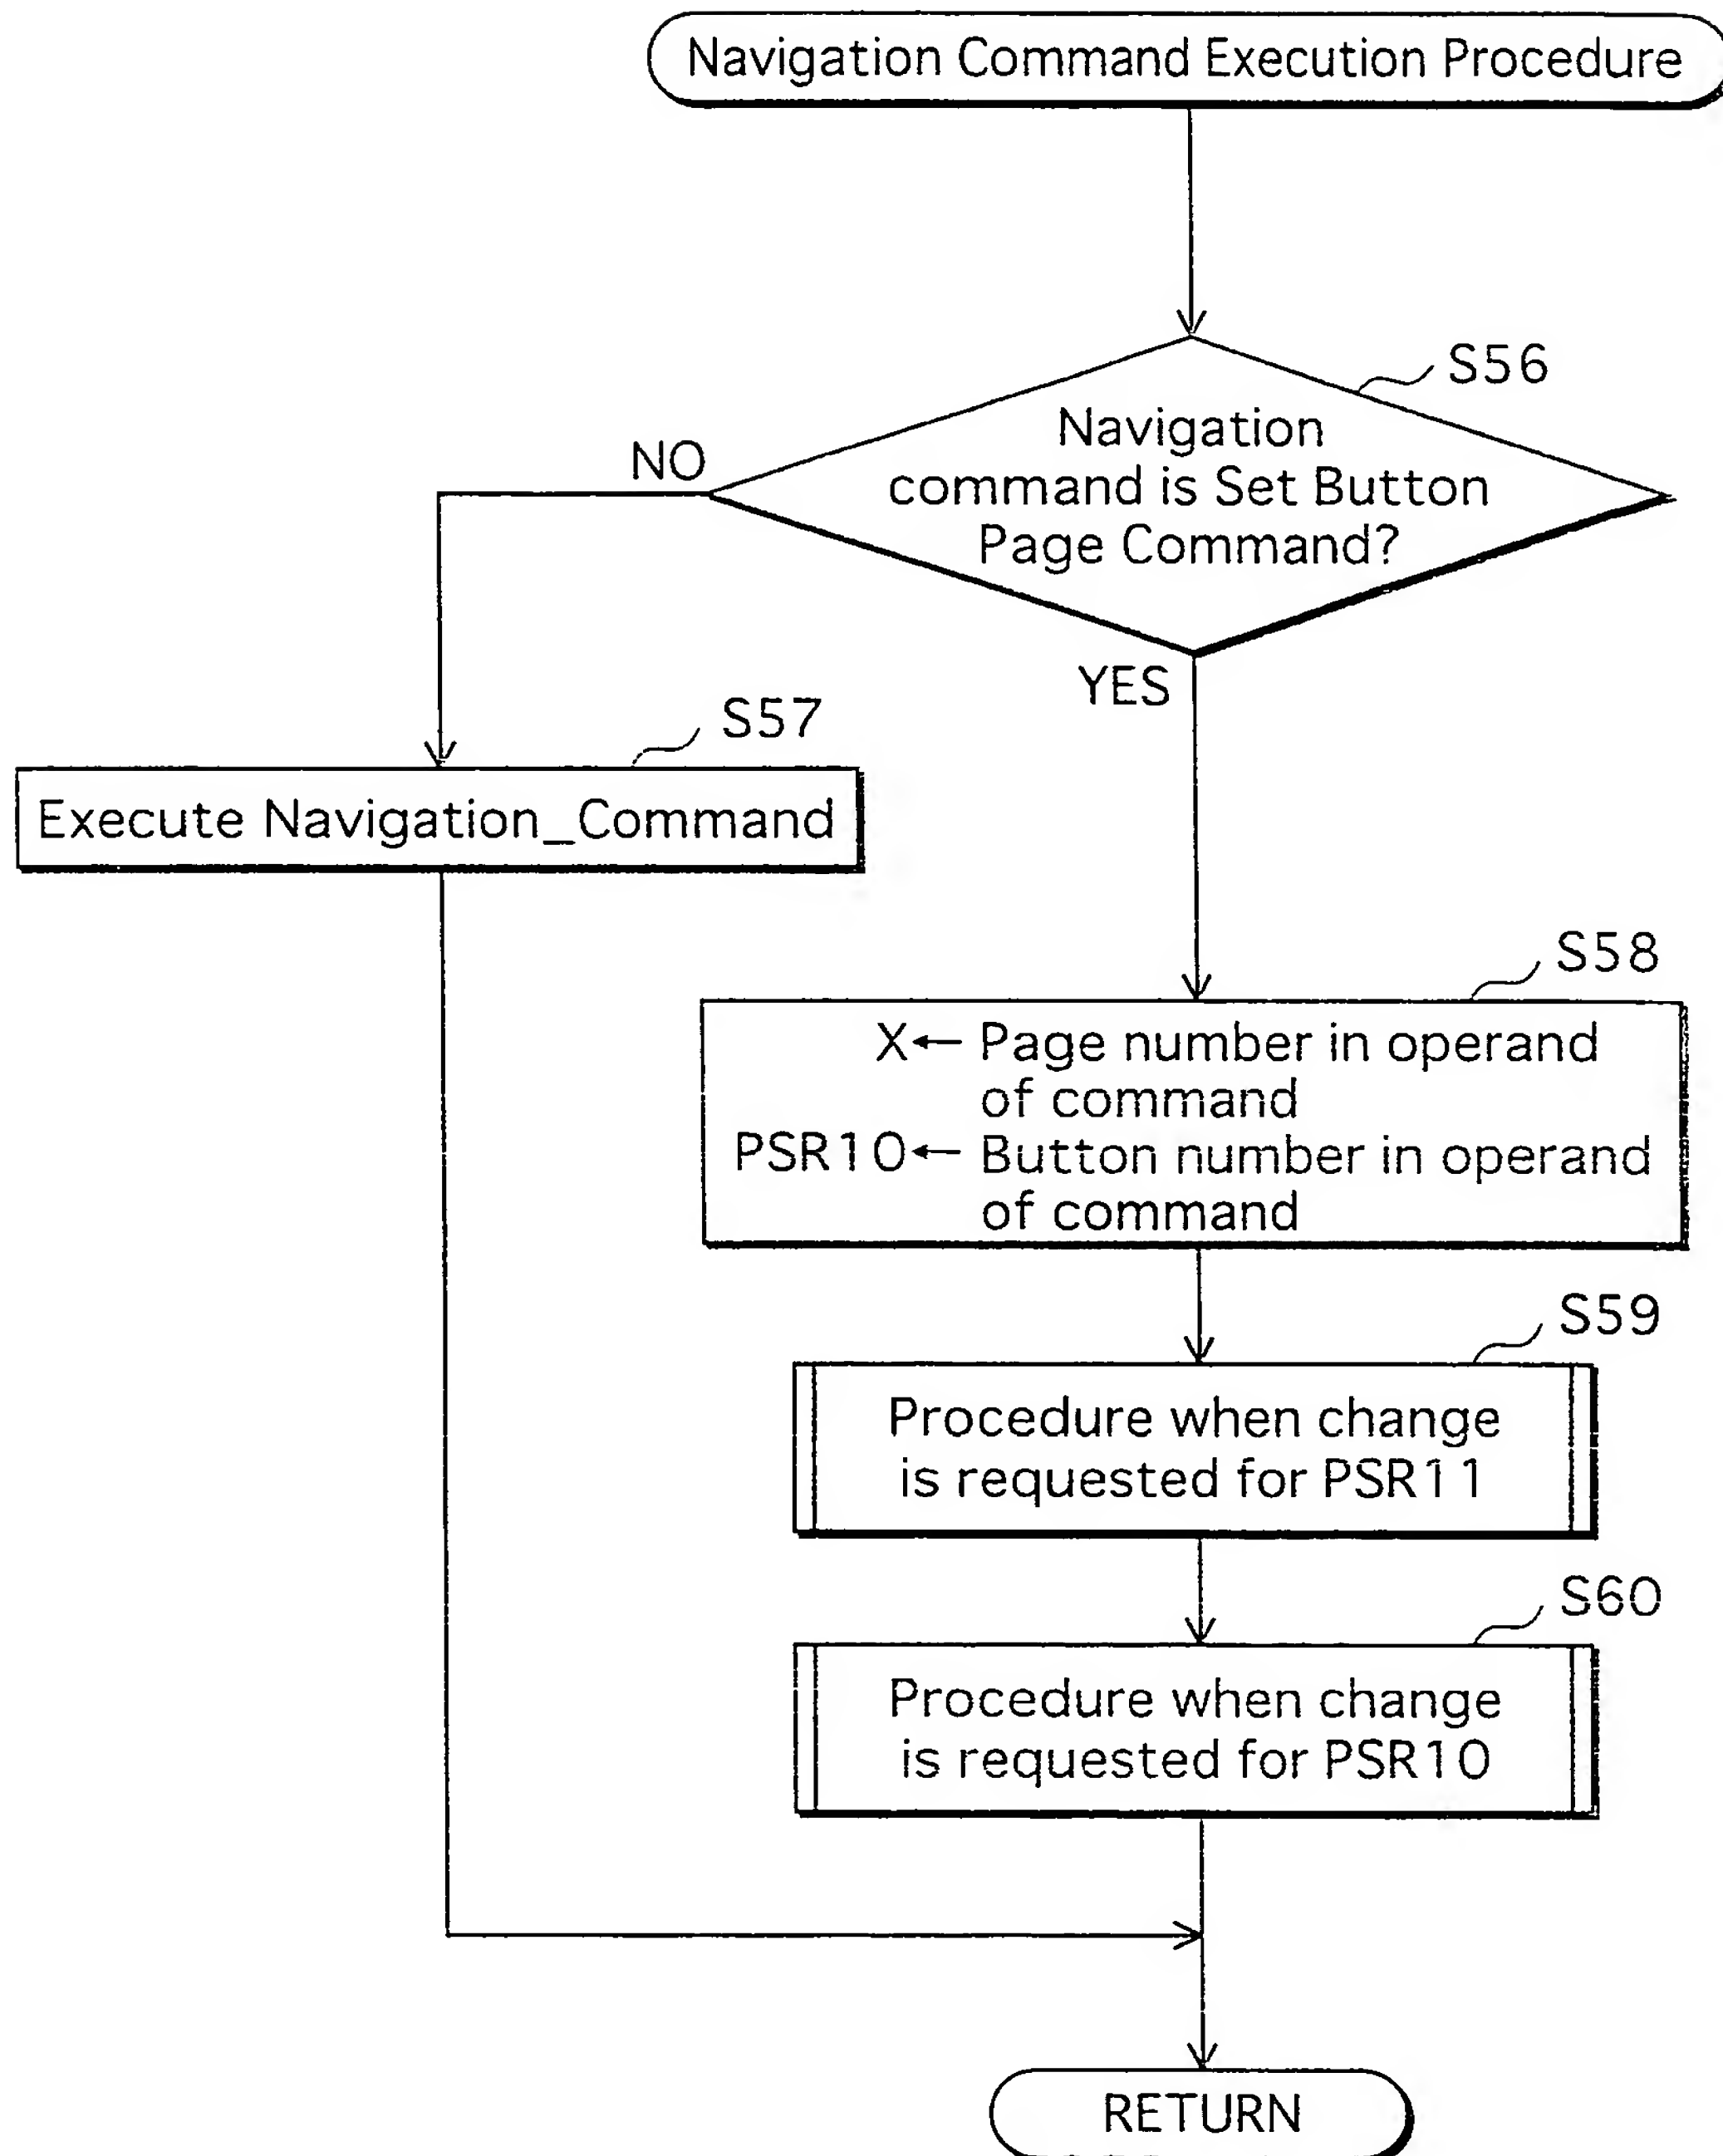 Navigation Command Execution Procedure
S56
Navigation
command is Set Button
Page Command?
NO
YES
S57
Execute Navigation_Command
S58
X← Page number in operand
of command
PSR10← Button number in operand
of command
S59
Procedure when change
is requested for PSR11
S60
Procedure when change
is requested for PSR10
RETURN